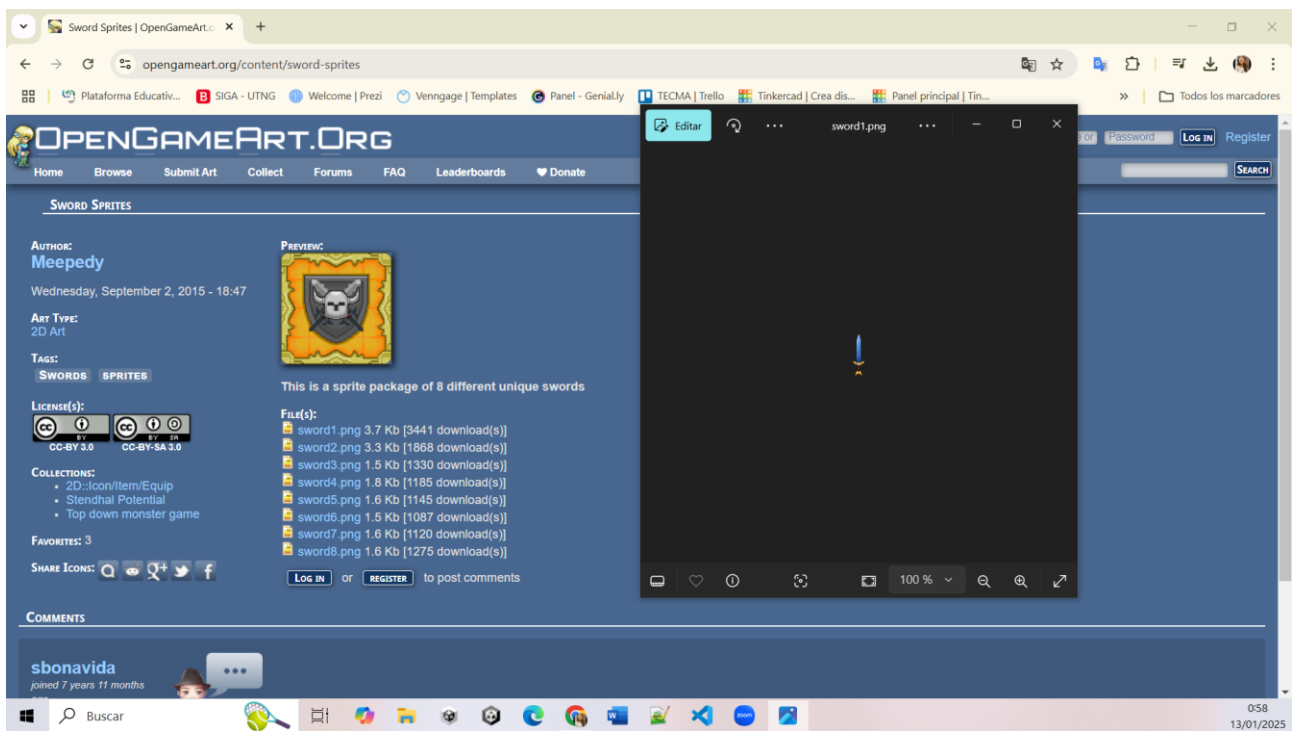 Sword Sprites | OpenGameArt.o
opengameart.org/content/sword-sprites
Plataforma Educativ... SIGA - UTNG Welcome | Prezi Venngage | Templates Panel - Genial.ly TECMA | Trello Tinkercad | Crea dis... Panel principal | Tin... » Todos los marcadores
OpenGameArt.Org
Password Log in Register
Home Browse Submit Art Collect Forums FAQ Leaderboards Donate
Search
Sword Sprites
Author:
Meepedy
Wednesday, September 2, 2015 - 18:47
Art Type:
2D Art
Tags:
Swords sprites
License(s):
CC-BY 3.0 CC-BY-SA 3.0
Collections:
2D::Icon/Item/Equip
Stendhal Potential
Top down monster game
Favorites: 3
Share Icons:
Preview:
This is a sprite package of 8 different unique swords
File(s):
sword1.png 3.7 Kb [3441 download(s)]
sword2.png 3.3 Kb [1868 download(s)]
sword3.png 1.5 Kb [1330 download(s)]
sword4.png 1.8 Kb [1185 download(s)]
sword5.png 1.6 Kb [1145 download(s)]
sword6.png 1.5 Kb [1087 download(s)]
sword7.png 1.6 Kb [1120 download(s)]
sword8.png 1.6 Kb [1275 download(s)]
Log in or register to post comments
Editar ... sword1.png ...
100 %
Comments
sbonavida
joined 7 years 11 months
Buscar
0:58
13/01/2025